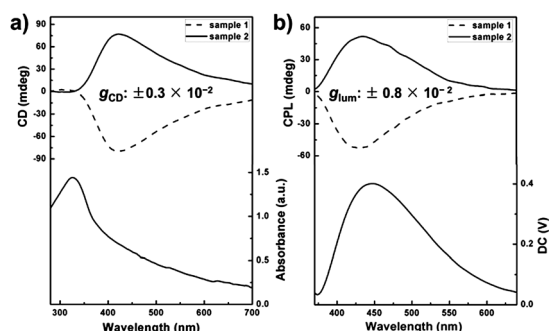 a)
sample 1
sample 2
CD (mdeg)
90
60
30
0
-30
-60
-90
gCD: ± 0.3 × 10-2
Absorbance (a.u.)
1.5
1.0
0.5
0.0
300 400 500 600 700
Wavelength (nm)
b)
sample 1
sample 2
CPL (mdeg)
60
30
0
-30
-60
glum: ± 0.8 × 10-2
DC (V)
0.4
0.2
0.0
400 450 500 550 600
Wavelength (nm)